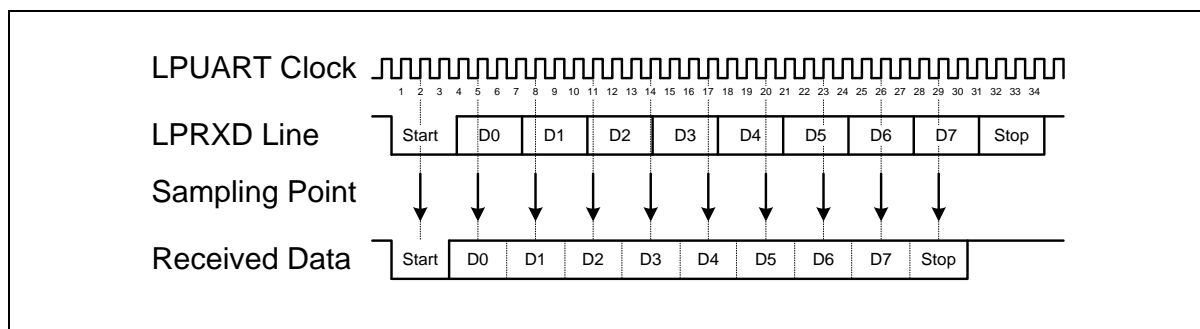 LPUART Clock
1 2 3 4 5 6 7 8 9 10 11 12 13 14 15 16 17 18 19 20 21 22 23 24 25 26 27 28 29 30 31 32 33 34
LPRXD Line Start D0 D1 D2 D3 D4 D5 D6 D7 Stop
Sampling Point
Received Data Start D0 D1 D2 D3 D4 D5 D6 D7 Stop